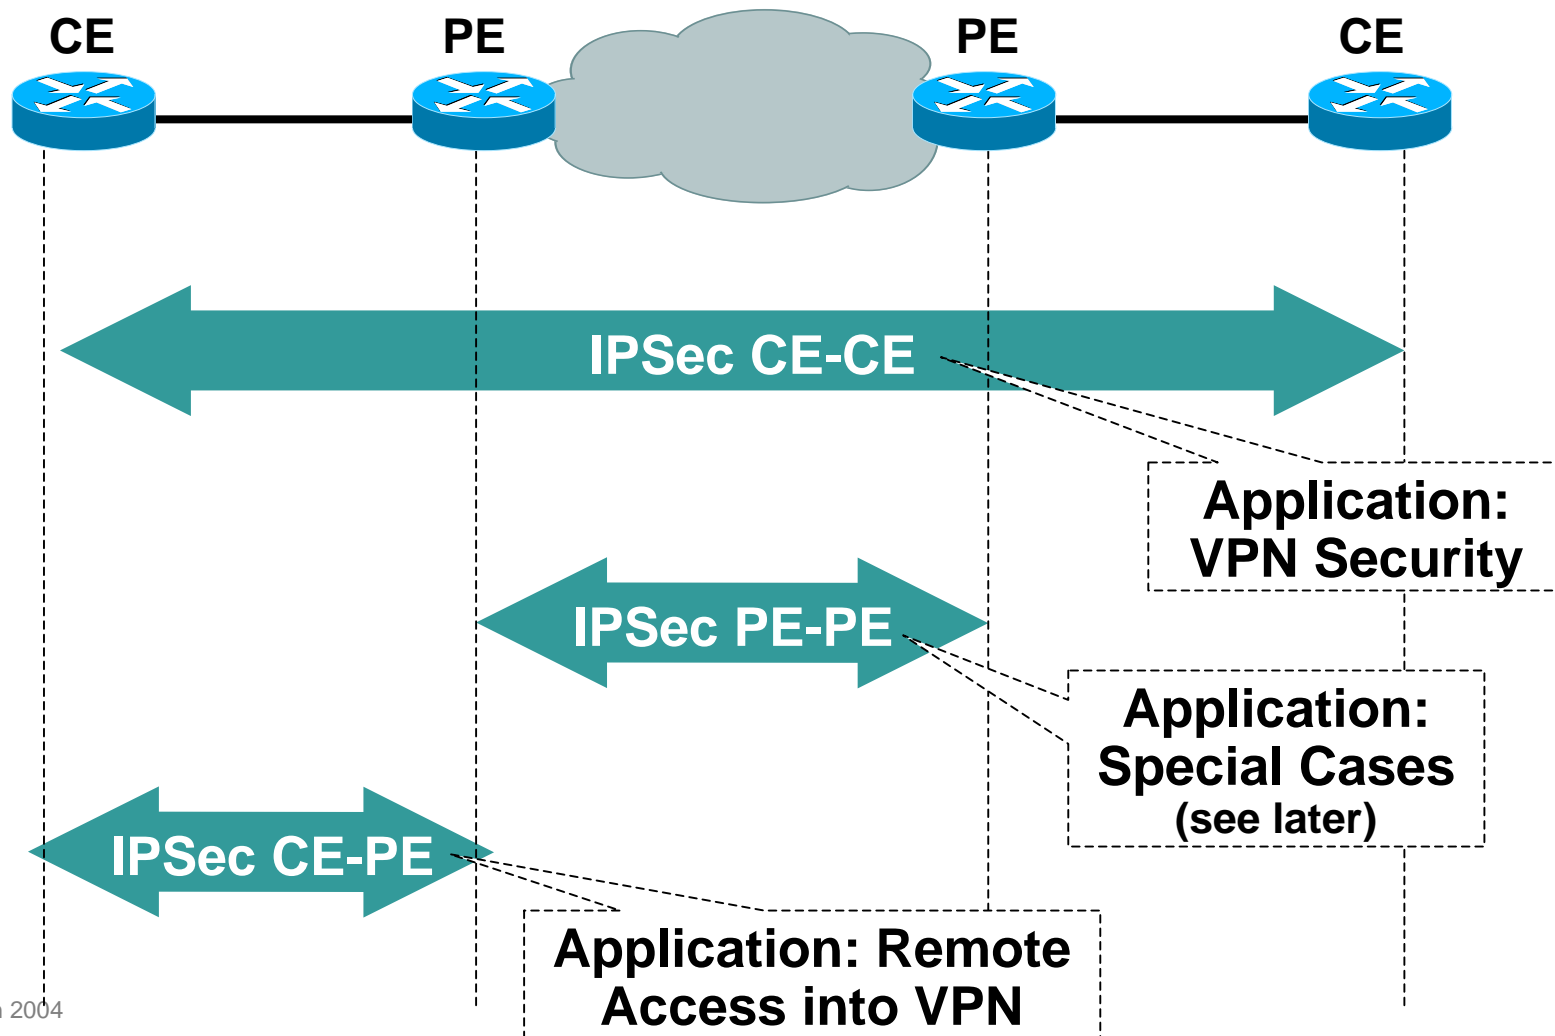 CE
PE
PE
CE
IPSec CE-CE
Application:
VPN Security
IPSec PE-PE
Application:
Special Cases
(see later)
IPSec CE-PE
Application: Remote
Access into VPN
2004